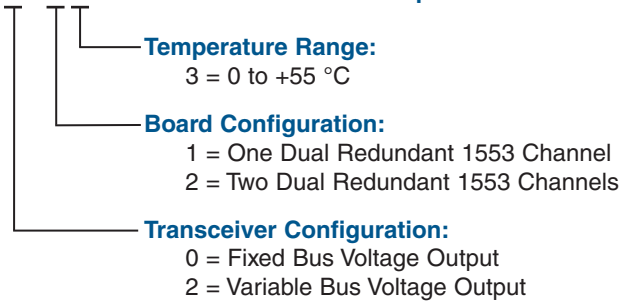 Temperature Range:
3 = 0 to +55 °C
Board Configuration:
1 = One Dual Redundant 1553 Channel
2 = Two Dual Redundant 1553 Channels
Transceiver Configuration:
0 = Fixed Bus Voltage Output
2 = Variable Bus Voltage Output